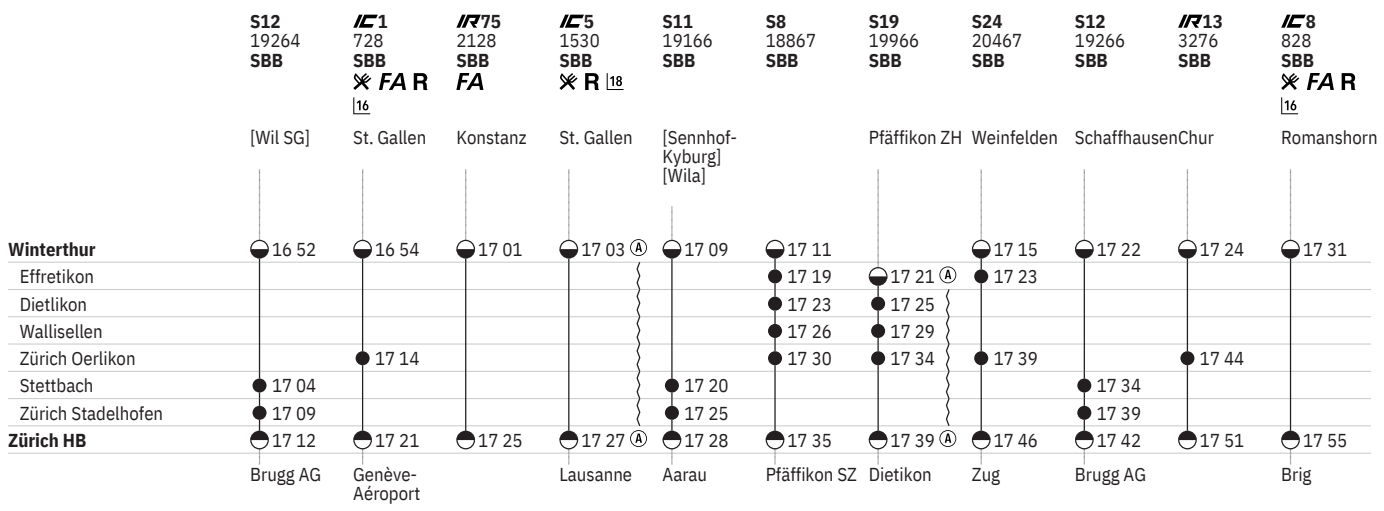 S12 IC1 IR75 IC5 S11 S8 S19 S24 S12 IR13 IC8
19264 728 2128 1530 19166 18867 19966 20467 19266 3276 828
SBB SBB SBB SBB SBB SBB SBB SBB SBB SBB SBB
FA R FA R 18 FA R
16 16
[Wil SG] St. Gallen Konstanz St. Gallen [Sennhof- Pfäffikon ZH Weinfelden Schaffhausen Chur Romanshorn
Kyburg]
[Wila]
Winterthur 16 52 16 54 17 01 17 03 A 17 09 17 11 17 15 17 22 17 24 17 31
Effretikon 17 19 17 21 A 17 23
Dietlikon 17 23 17 25
Wallisellen 17 26 17 29
Zürich Oerlikon 17 14 17 30 17 34 17 39 17 44
Stettbach 17 04 17 20 17 34
Zürich Stadelhofen 17 09 17 25 17 39
Zürich HB 17 12 17 21 17 25 17 27 A 17 28 17 35 17 39 A 17 46 17 42 17 51 17 55
Brugg AG Genève- Lausanne Aarau Pfäffikon SZ Dietikon Zug Brugg AG Brig
Aéroport